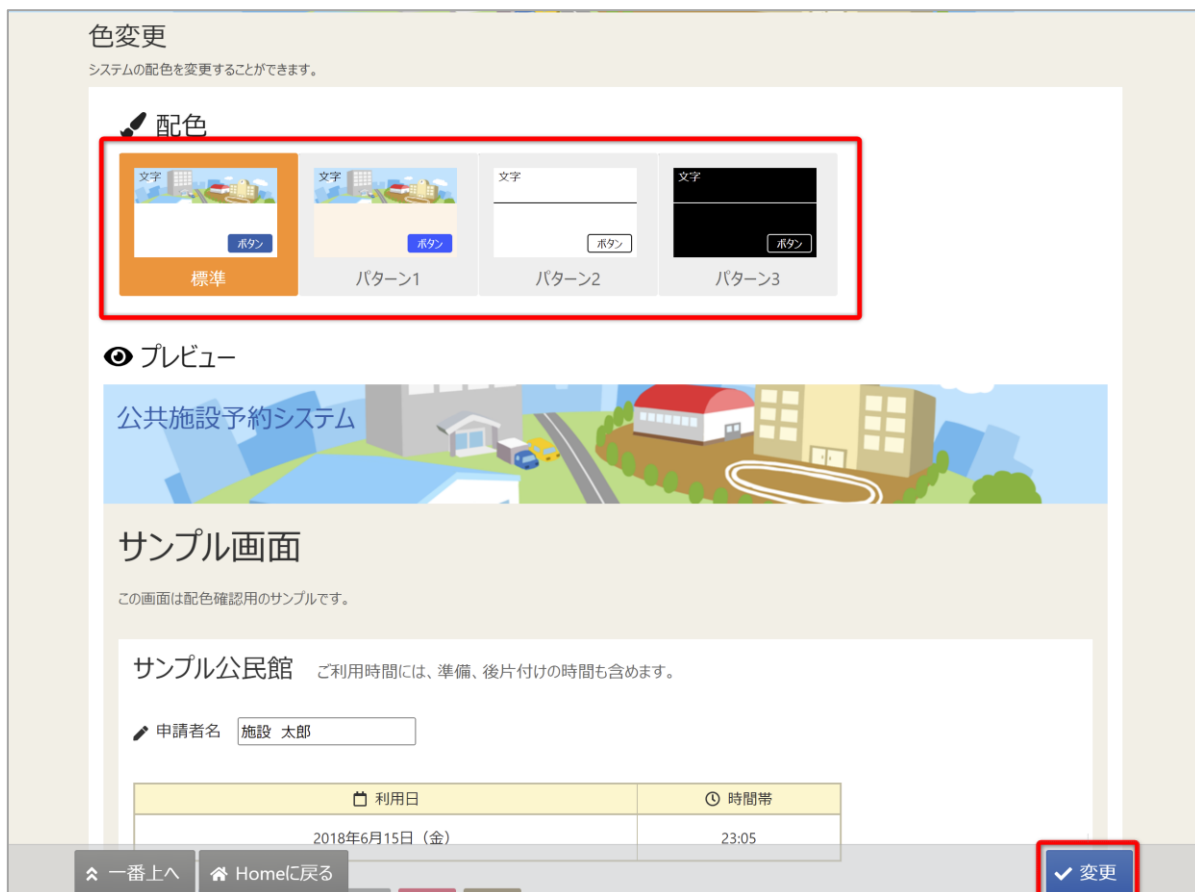 色変更
システムの配色を変更することができます。
配色
文字 文字 文字 文字
ボタン ボタン ボタン ボタン
標準 パターン1 パターン2 パターン3
プレビュー
公共施設予約システム
サンプル画面
この画面は配色確認用のサンプルです。
サンプル公民館 ご利用時間には、準備、後片付けの時間も含めます。
申請者名 施設 太郎
利用日 時間帯
2018年6月15日（金） 23:05
一番上へ Homeに戻る 変更